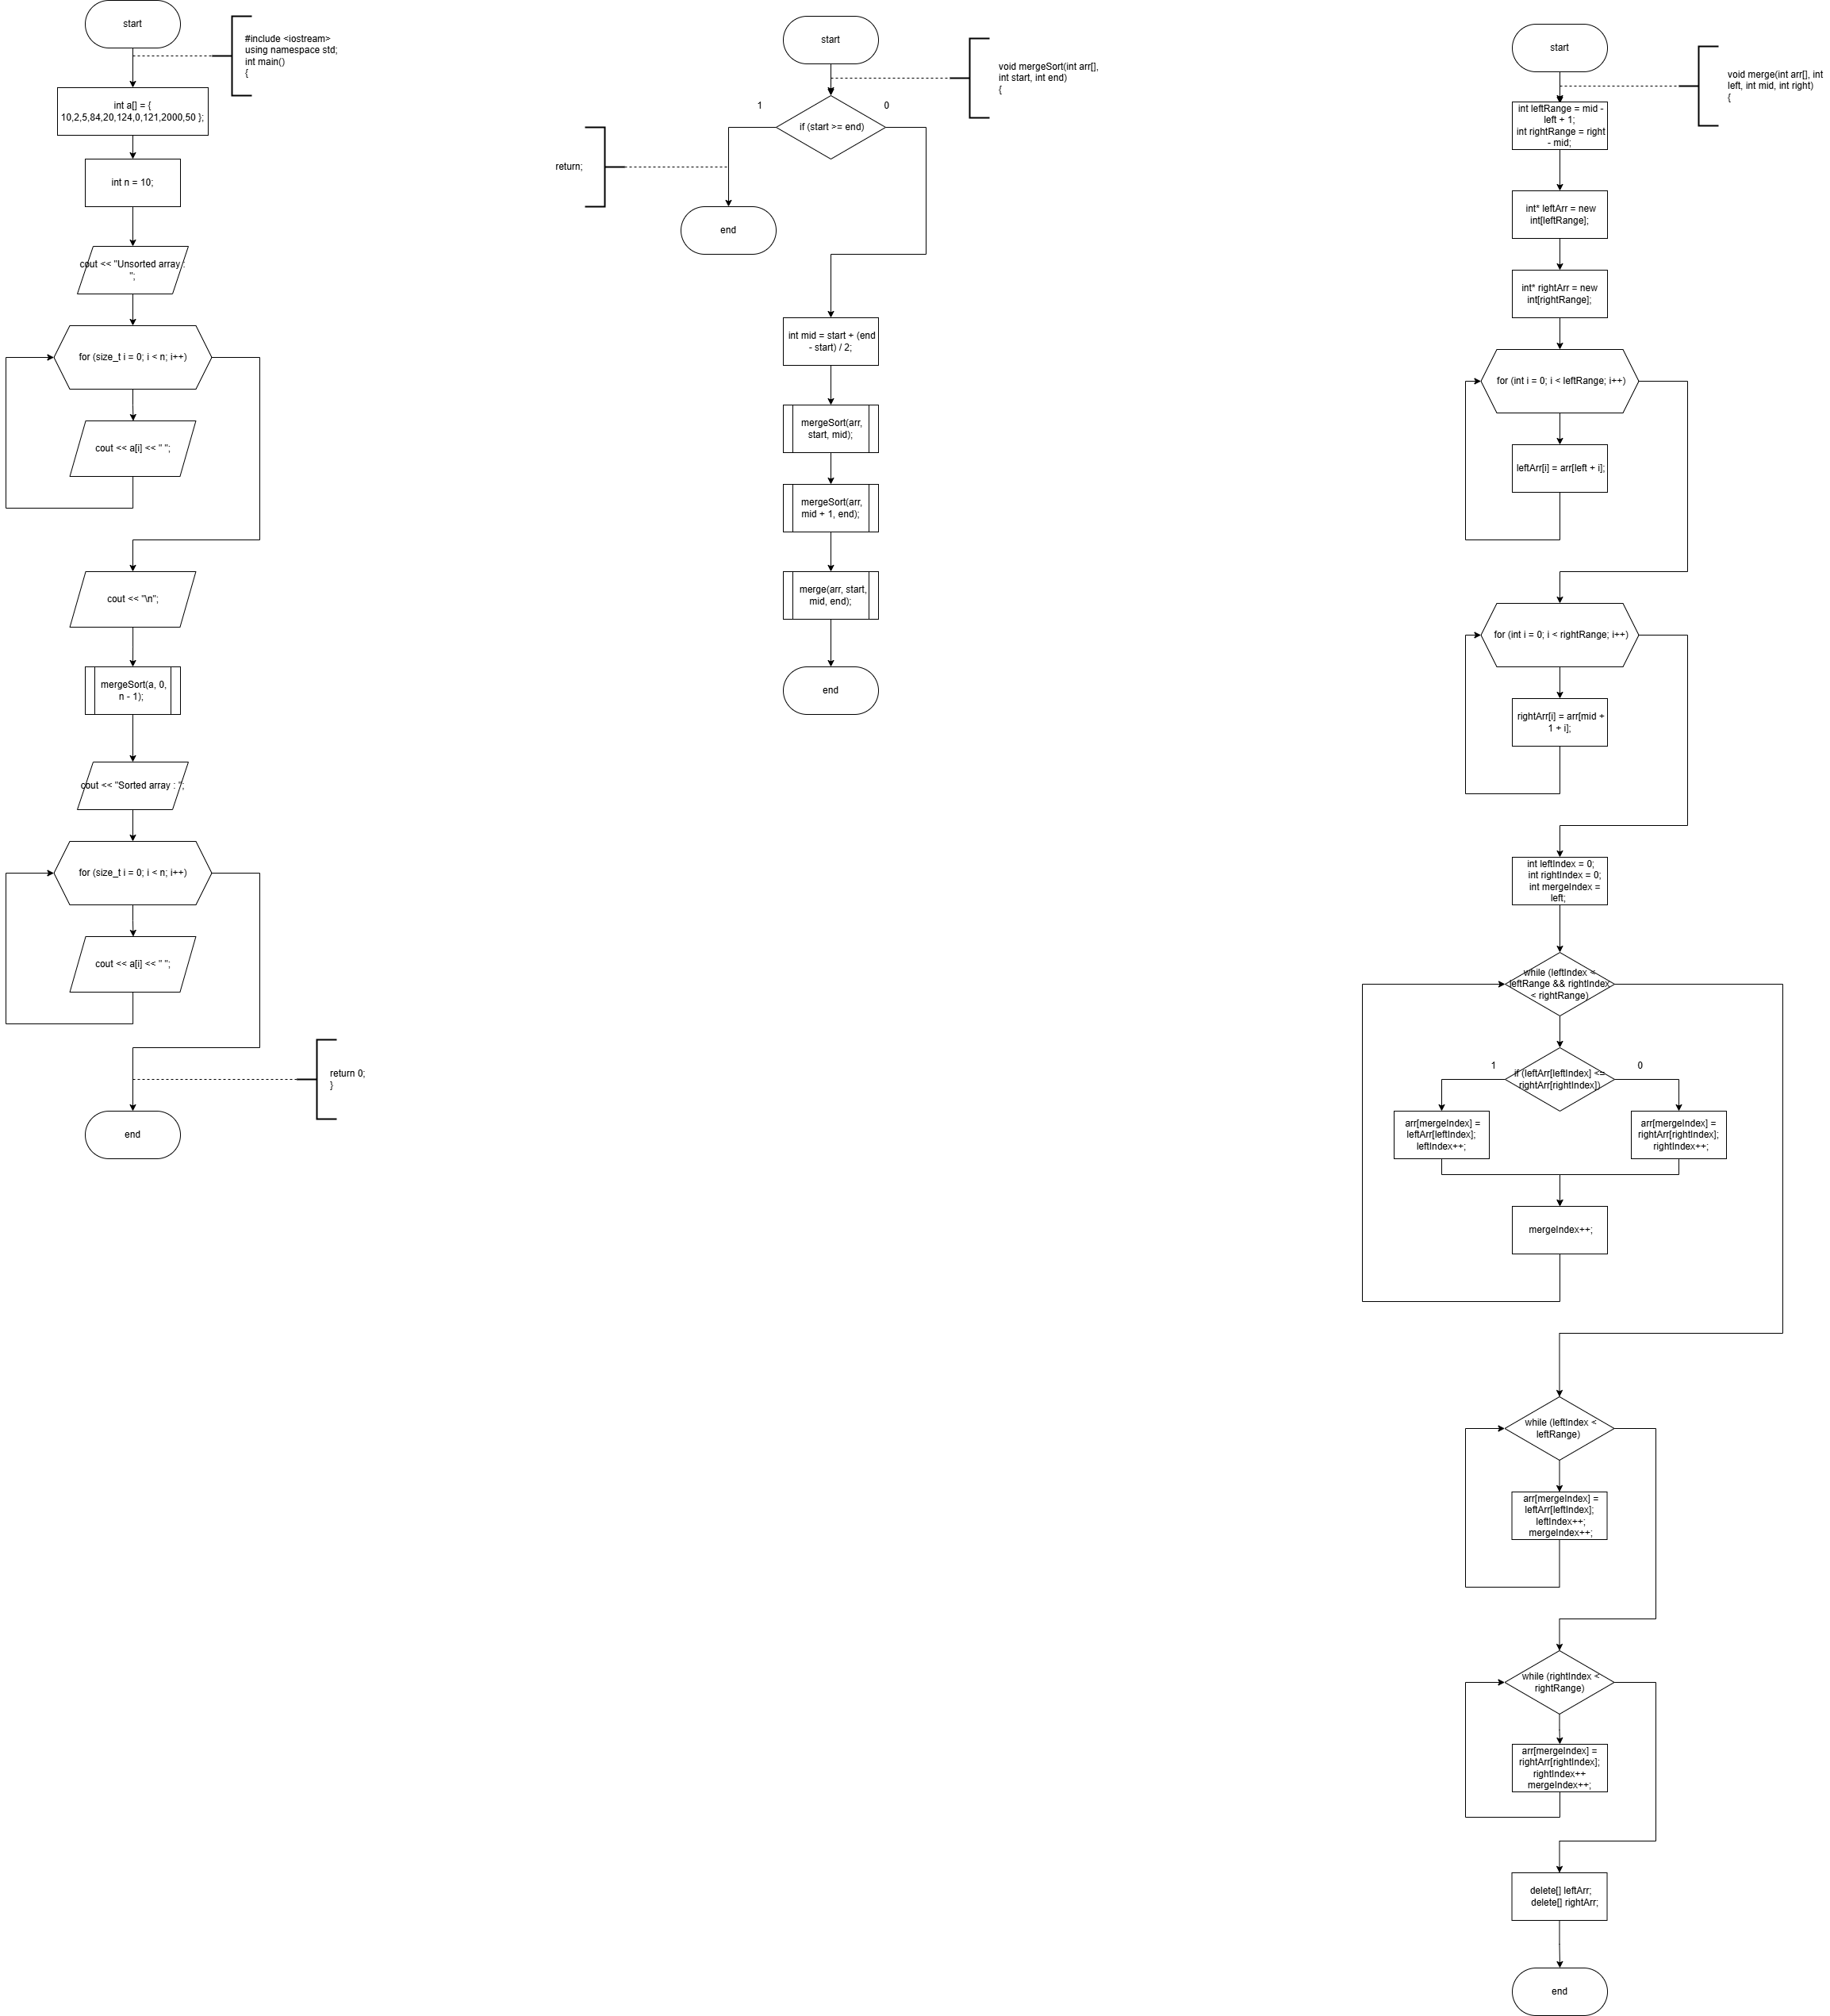 start
#include <iostream>
using namespace std;
int main()
{
int a[] = {
10,2,5,84,20,124,0,121,2000,50 };
int n = 10;
cout << "Unsorted array :
";
for (size_t i = 0; i < n; i++)
cout << a[i] << " ";
cout << "\n";
mergeSort(a, 0,
n - 1);
cout << "Sorted array : ";
for (size_t i = 0; i < n; i++)
cout << a[i] << " ";
return 0;
}
end
start
void mergeSort(int arr[],
int start, int end)
{
1
0
if (start >= end)
return;
end
int mid = start + (end
- start) / 2;
mergeSort(arr,
start, mid);
mergeSort(arr,
mid + 1, end);
merge(arr, start,
mid, end);
end
start
void merge(int arr[], int
left, int mid, int right)
{
int leftRange = mid -
left + 1;
int rightRange = right
- mid;
int* leftArr = new
int[leftRange];
int* rightArr = new
int[rightRange];
for (int i = 0; i < leftRange; i++)
leftArr[i] = arr[left + i];
for (int i = 0; i < rightRange; i++)
rightArr[i] = arr[mid +
1 + i];
int leftIndex = 0;
int rightIndex = 0;
int mergeIndex =
left;
while (leftIndex <
leftRange && rightIndex
< rightRange)
1
0
if (leftArr[leftIndex] <=
rightArr[rightIndex])
arr[mergeIndex] =
leftArr[leftIndex];
leftIndex++;
arr[mergeIndex] =
rightArr[rightIndex];
rightIndex++;
mergeIndex++;
while (leftIndex <
leftRange)
arr[mergeIndex] =
leftArr[leftIndex];
leftIndex++;
mergeIndex++;
while (rightIndex <
rightRange)
arr[mergeIndex] =
rightArr[rightIndex];
rightIndex++
mergeIndex++;
delete[] leftArr;
delete[] rightArr;
end